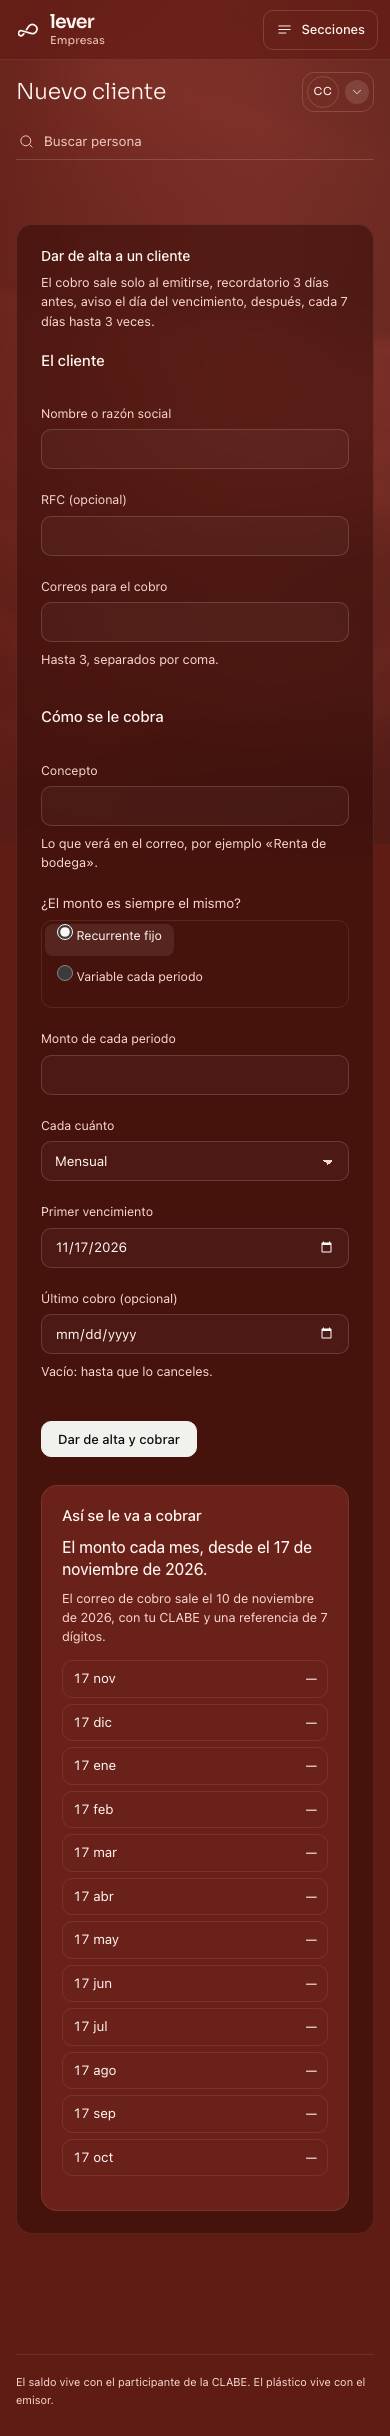 lever
Empresas
Secciones
Nuevo cliente
CC
Buscar persona
Dar de alta a un cliente
El cobro sale solo al emitirse, recordatorio 3 días
antes, aviso el día del vencimiento, después, cada 7
días hasta 3 veces.
El cliente
Nombre o razón social
RFC (opcional)
Correos para el cobro
Hasta 3, separados por coma.
Cómo se le cobra
Concepto
Lo que verá en el correo, por ejemplo «Renta de
bodega».
¿El monto es siempre el mismo?
Recurrente fijo
Variable cada periodo
Monto de cada periodo
Cada cuánto
Mensual
Primer vencimiento
11/17/2026
Último cobro (opcional)
mm/dd/yyyy
Vacío: hasta que lo canceles.
Dar de alta y cobrar
Así se le va a cobrar
El monto cada mes, desde el 17 de
noviembre de 2026.
El correo de cobro sale el 10 de noviembre
de 2026, con tu CLABE y una referencia de 7
dígitos.
17 nov —
17 dic —
17 ene —
17 feb —
17 mar —
17 abr —
17 may —
17 jun —
17 jul —
17 ago —
17 sep —
17 oct —
El saldo vive con el participante de la CLABE. El plástico vive con el
emisor.